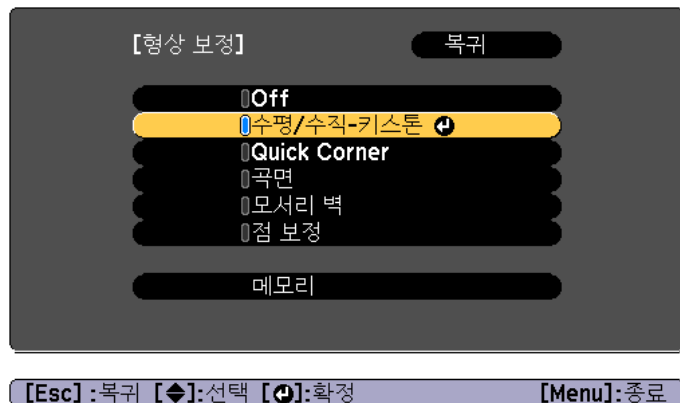 [형상 보정] 복귀
Off
수평/수직-키스톤
Quick Corner
곡면
모서리 벽
점 보정
메모리
[Esc] :복귀 [◆]:선택 [↵]:확정 [Menu]:종료